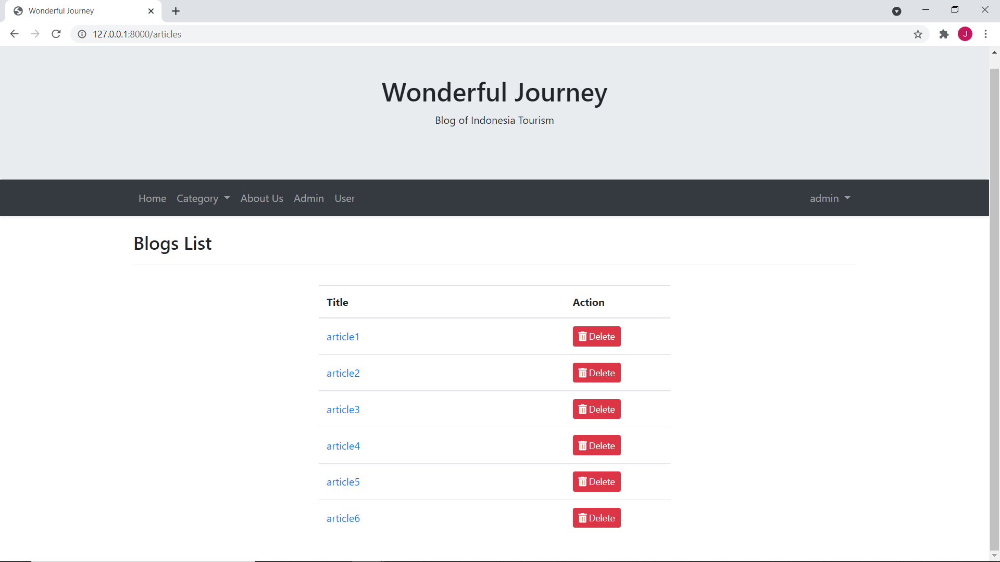 Wonderful Journey
127.0.0.1:8000/articles
J
Wonderful Journey
Blog of Indonesia Tourism
Home Category About Us Admin User admin
Blogs List
Title Action
article1 Delete
article2 Delete
article3 Delete
article4 Delete
article5 Delete
article6 Delete